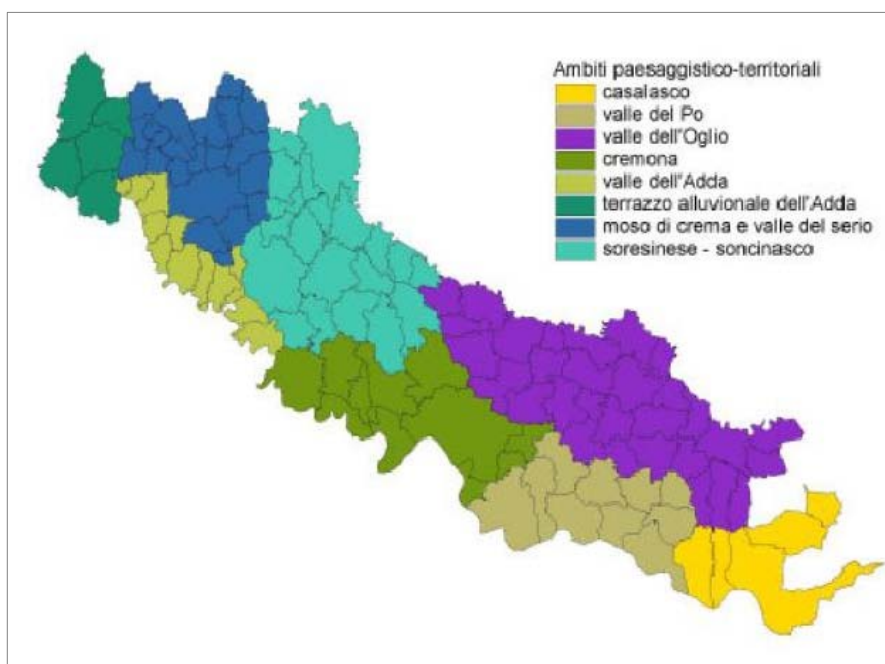 Ambiti paesaggistico-territoriali
casalasco
valle del Po
valle dell'Oglio
cremona
valle dell'Adda
terrazzo alluvionale dell'Adda
moso di crema e valle del serio
soresinese - soncinasco